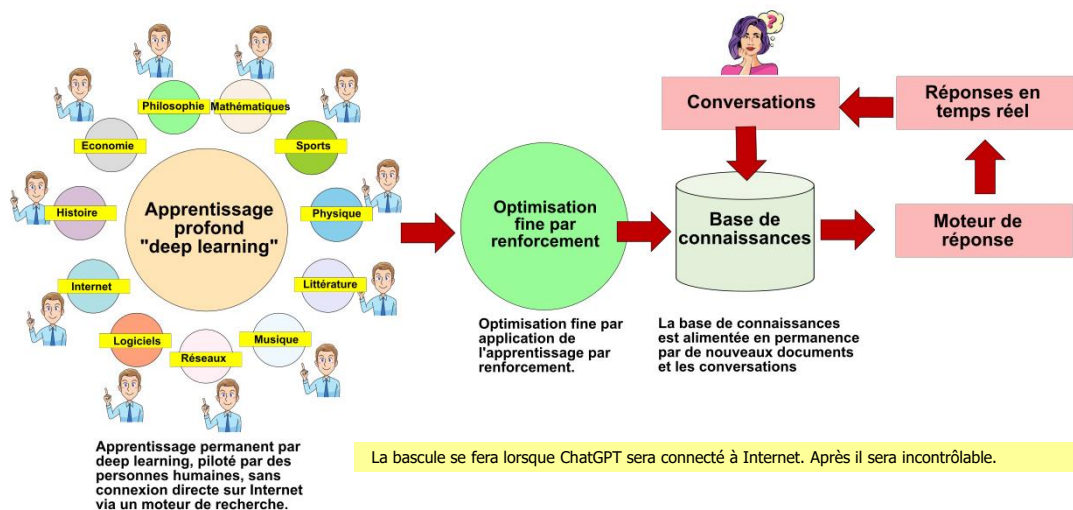 Philosophie
Mathématiques
Economie
Sports
Histoire
Apprentissage
profond
"deep learning"
Physique
Internet
Littérature
Logiciels
Réseaux
Musique
Apprentissage permanent par
deep learning, piloté par des
personnes humaines, sans
connexion directe sur Internet
via un moteur de recherche.
Optimisation
fine par
renforcement
Optimisation fine par
application de
l'apprentissage par
renforcement.
?
Conversations
Réponses en
temps réel
Base de
connaissances
Moteur de
réponse
La base de connaissances
est alimentée en permanence
par de nouveaux documents
et les conversations
La bascule se fera lorsque ChatGPT sera connecté à Internet. Après il sera incontrôlable.